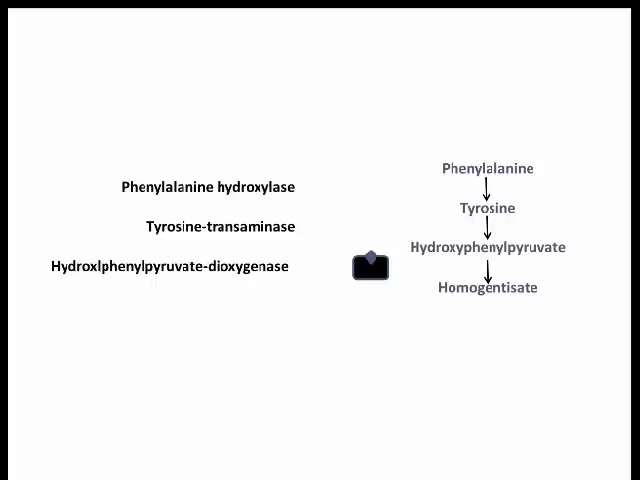 Phenylalanine
Phenylalanine hydroxylase
Tyrosine
Tyrosine-transaminase
Hydroxyphenylpyruvate
Hydroxlphenylpyruvate-dioxygenase
Homogentisate